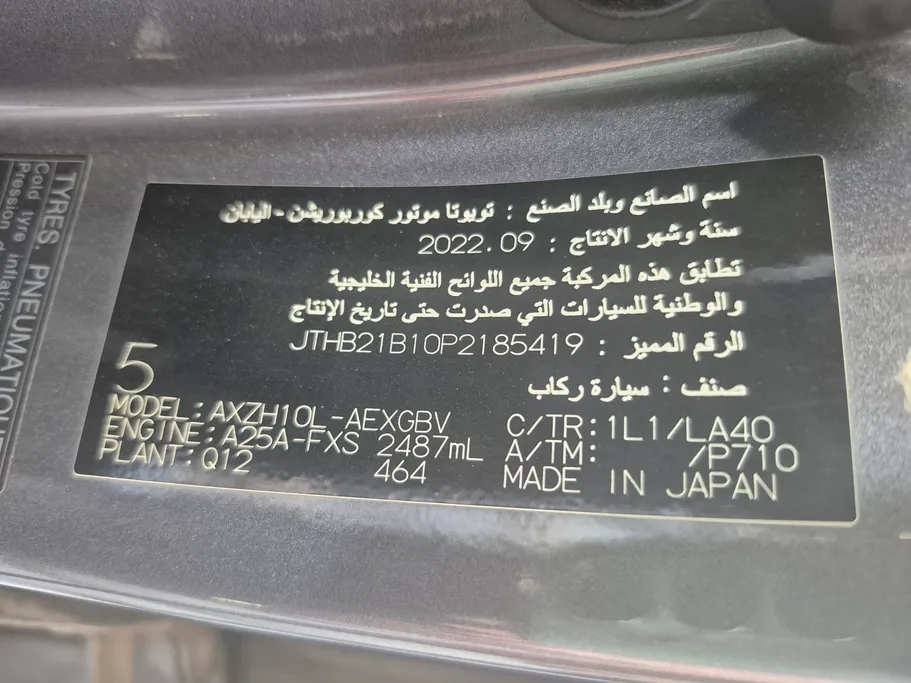 اسم الصانع وبلد الصنع : تويوتا موتور كوربوريشن - اليابان
سنة وشهر الانتاج : 2022.09
تطابق هذه المركبة جميع اللوائح الفنية الخليجية
والوطنية للسيارات التي صدرت حتى تاريخ الإنتاج
الرقم المميز : JTHB21B10P2185419
صنف : سيارة ركاب
5
MODEL:AXZH10L-AEXGBV C/TR:1L1/LA40
ENGINE:A25A-FXS 2487mL A/TM: /P710
PLANT:Q12 464 MADE IN JAPAN
TYRES PNEUMATIQUE
Cold tyre inflation
Pression d